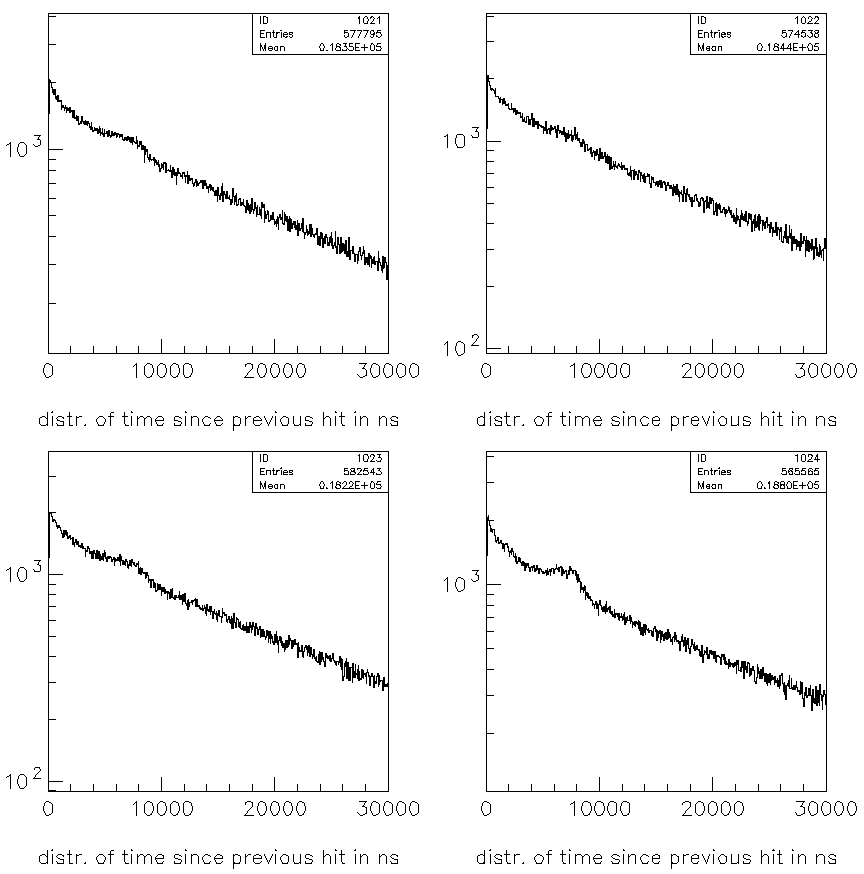 ID 1021
Entries 577795
Mean 0.1835E+05
10^3
0 10000 20000 30000
distr. of time since previous hit in ns
ID 1022
Entries 574538
Mean 0.1844E+05
10^3
10^2
0 10000 20000 30000
distr. of time since previous hit in ns
ID 1023
Entries 582543
Mean 0.1822E+05
10^3
10^2
0 10000 20000 30000
distr. of time since previous hit in ns
ID 1024
Entries 565565
Mean 0.1880E+05
10^3
0 10000 20000 30000
distr. of time since previous hit in ns